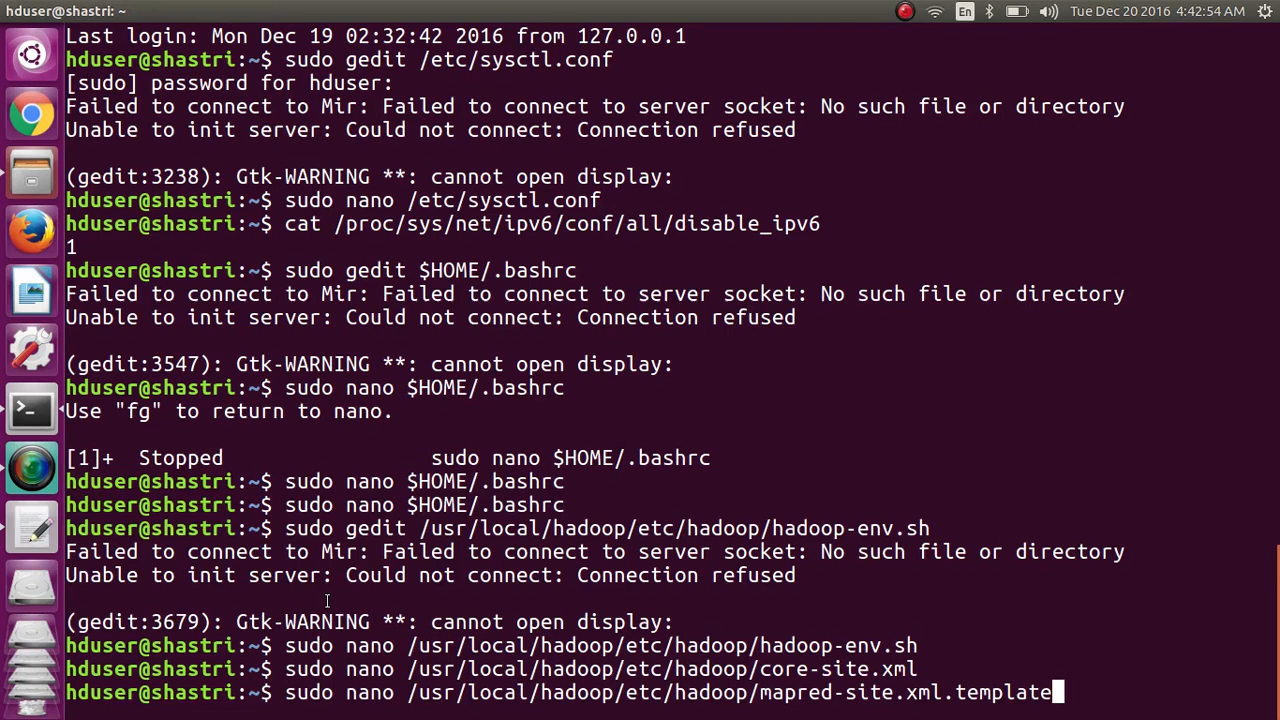 hduser@shastri: ~
En
Tue Dec 20 2016 4:42:54 AM
Last login: Mon Dec 19 02:32:42 2016 from 127.0.0.1
hduser@shastri:~$ sudo gedit /etc/sysctl.conf
[sudo] password for hduser:
Failed to connect to Mir: Failed to connect to server socket: No such file or directory
Unable to init server: Could not connect: Connection refused
(gedit:3238): Gtk-WARNING **: cannot open display:
hduser@shastri:~$ sudo nano /etc/sysctl.conf
hduser@shastri:~$ cat /proc/sys/net/ipv6/conf/all/disable_ipv6
1
hduser@shastri:~$ sudo gedit $HOME/.bashrc
Failed to connect to Mir: Failed to connect to server socket: No such file or directory
Unable to init server: Could not connect: Connection refused
(gedit:3547): Gtk-WARNING **: cannot open display:
hduser@shastri:~$ sudo nano $HOME/.bashrc
Use "fg" to return to nano.
[1]+  Stopped                 sudo nano $HOME/.bashrc
hduser@shastri:~$ sudo nano $HOME/.bashrc
hduser@shastri:~$ sudo nano $HOME/.bashrc
hduser@shastri:~$ sudo gedit /usr/local/hadoop/etc/hadoop/hadoop-env.sh
Failed to connect to Mir: Failed to connect to server socket: No such file or directory
Unable to init server: Could not connect: Connection refused
(gedit:3679): Gtk-WARNING **: cannot open display:
hduser@shastri:~$ sudo nano /usr/local/hadoop/etc/hadoop/hadoop-env.sh
hduser@shastri:~$ sudo nano /usr/local/hadoop/etc/hadoop/core-site.xml
hduser@shastri:~$ sudo nano /usr/local/hadoop/etc/hadoop/mapred-site.xml.template